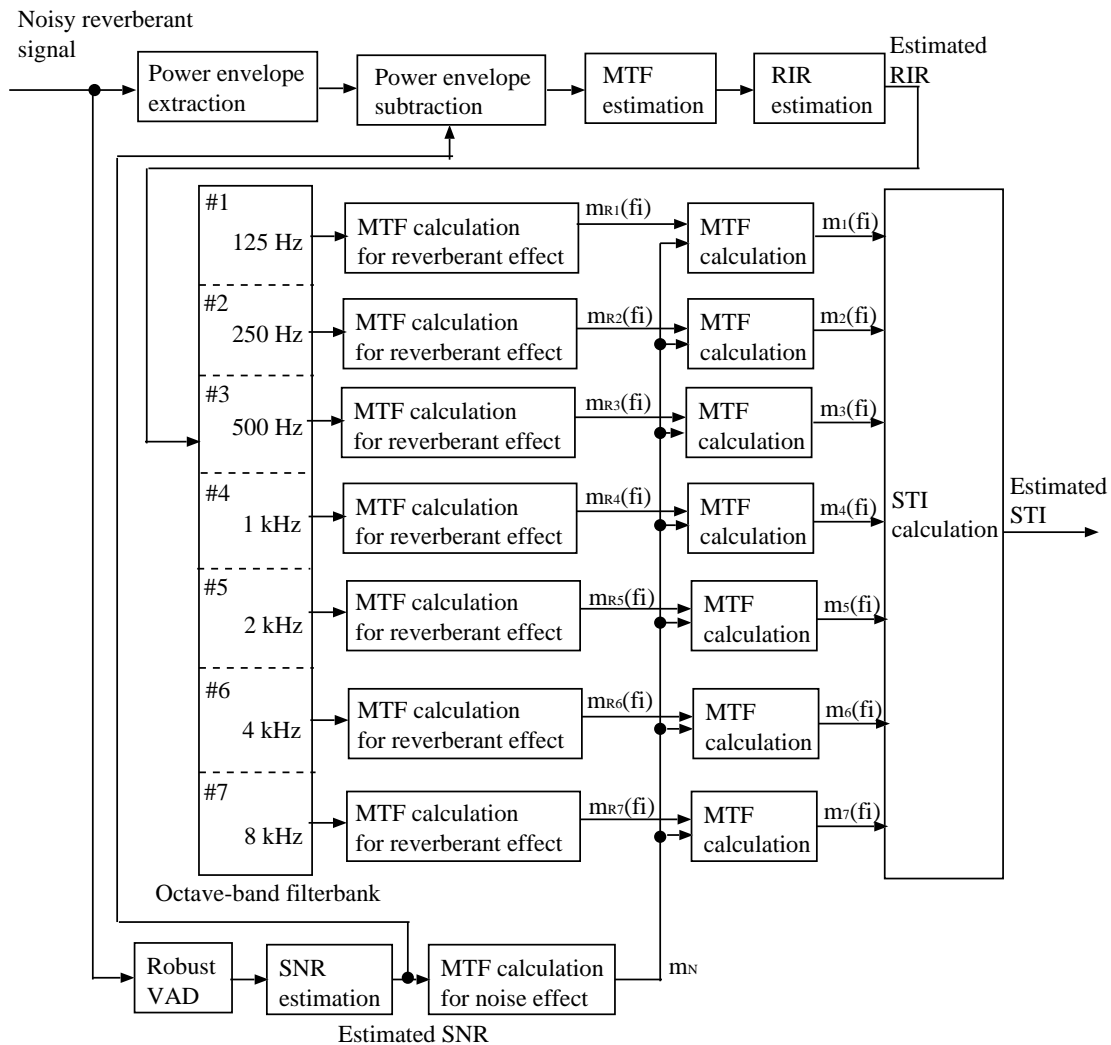 Noisy reverberant
signal
Power envelope
extraction
Power envelope
subtraction
MTF
estimation
RIR
estimation
Estimated
RIR
#1
125 Hz
MTF calculation
for reverberant effect
mR1(fi)
MTF
calculation
m1(fi)
#2
250 Hz
MTF calculation
for reverberant effect
mR2(fi)
MTF
calculation
m2(fi)
#3
500 Hz
MTF calculation
for reverberant effect
mR3(fi)
MTF
calculation
m3(fi)
#4
1 kHz
MTF calculation
for reverberant effect
mR4(fi)
MTF
calculation
m4(fi)
#5
2 kHz
MTF calculation
for reverberant effect
mR5(fi)
MTF
calculation
m5(fi)
#6
4 kHz
MTF calculation
for reverberant effect
mR6(fi)
MTF
calculation
m6(fi)
#7
8 kHz
MTF calculation
for reverberant effect
mR7(fi)
MTF
calculation
m7(fi)
STI
calculation
Estimated
STI
Octave-band filterbank
Robust
VAD
SNR
estimation
MTF calculation
for noise effect
mN
Estimated SNR